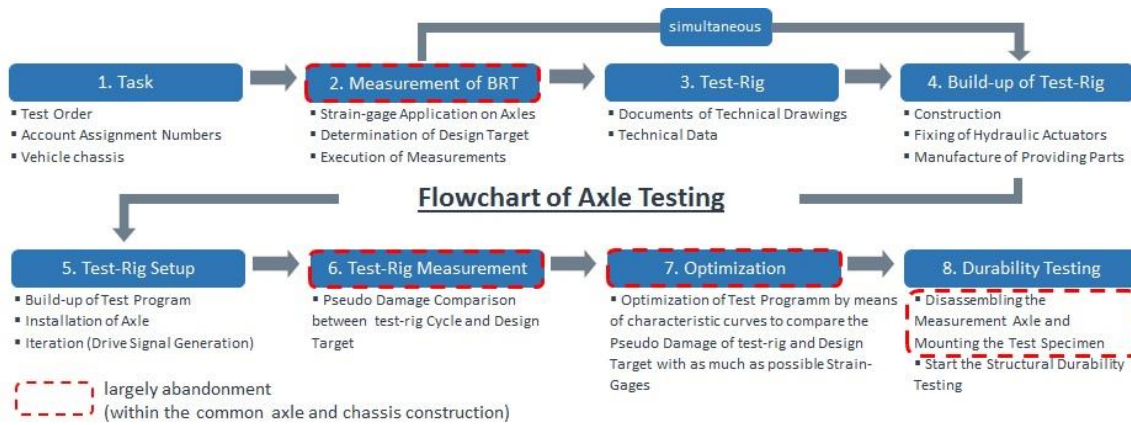 simultaneous
1. Task
▪ Test Order
▪ Account Assignment Numbers
▪ Vehicle chassis
2. Measurement of BRT
▪ Strain-gage Application on Axles
▪ Determination of Design Target
▪ Execution of Measurements
3. Test-Rig
▪ Documents of Technical Drawings
▪ Technical Data
4. Build-up of Test-Rig
▪ Construction
▪ Fixing of Hydraulic Actuators
▪ Manufacture of Providing Parts
Flowchart of Axle Testing
5. Test-Rig Setup
▪ Build-up of Test Program
▪ Installation of Axle
▪ Iteration (Drive Signal Generation)
6. Test-Rig Measurement
▪ Pseudo Damage Comparison
between test-rig Cycle and Design
Target
7. Optimization
▪ Optimization of Test Programm by means
of characteristic curves to compare the
Pseudo Damage of test-rig and Design
Target with as much as possible Strain-
Gages
8. Durability Testing
▪ Disassembling the
Measurement Axle and
Mounting the Test Specimen
▪ Start the Structural Durability
Testing
largely abandonment
(within the common axle and chassis construction)